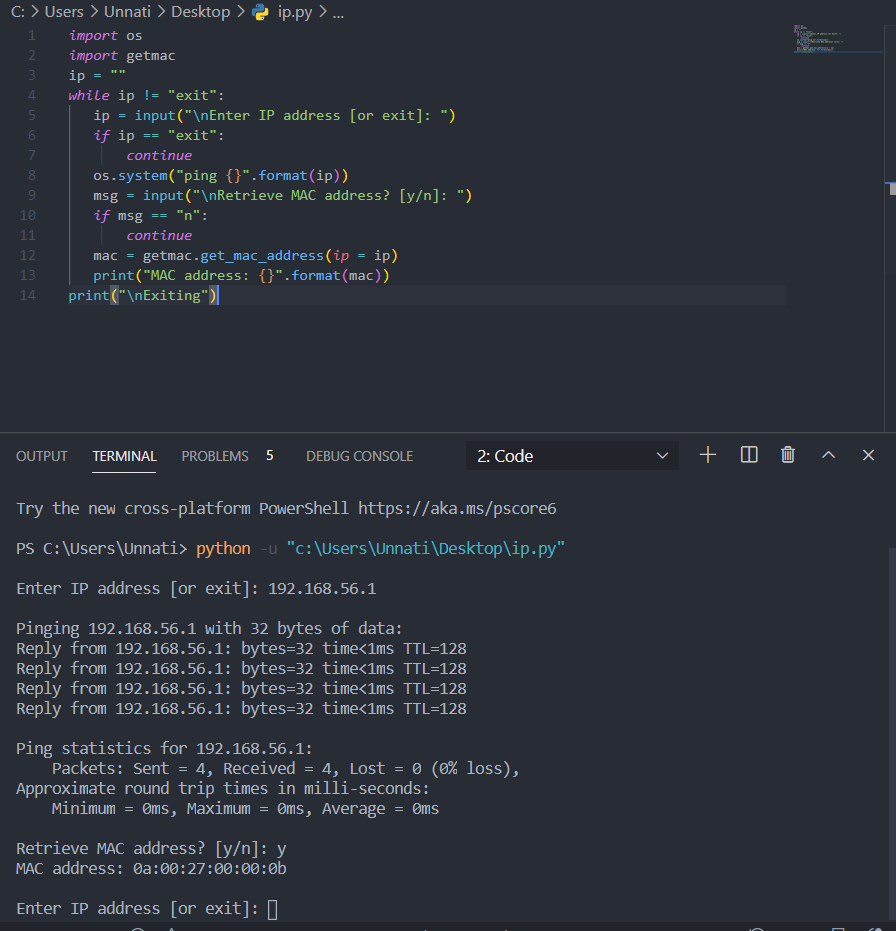 C: > Users > Unnati > Desktop > ip.py > ...
1 import os
2 import getmac
3 ip = ""
4 while ip != "exit":
5 ip = input("\nEnter IP address [or exit]: ")
6 if ip == "exit":
7 continue
8 os.system("ping {}".format(ip))
9 msg = input("\nRetrieve MAC address? [y/n]: ")
10 if msg == "n":
11 continue
12 mac = getmac.get_mac_address(ip = ip)
13 print("MAC address: {}".format(mac))
14 print("\nExiting")
OUTPUT TERMINAL PROBLEMS 5 DEBUG CONSOLE 2: Code
Try the new cross-platform PowerShell https://aka.ms/pscore6
PS C:\Users\Unnati> python -u "c:\Users\Unnati\Desktop\ip.py"
Enter IP address [or exit]: 192.168.56.1
Pinging 192.168.56.1 with 32 bytes of data:
Reply from 192.168.56.1: bytes=32 time<1ms TTL=128
Reply from 192.168.56.1: bytes=32 time<1ms TTL=128
Reply from 192.168.56.1: bytes=32 time<1ms TTL=128
Reply from 192.168.56.1: bytes=32 time<1ms TTL=128
Ping statistics for 192.168.56.1:
Packets: Sent = 4, Received = 4, Lost = 0 (0% loss),
Approximate round trip times in milli-seconds:
Minimum = 0ms, Maximum = 0ms, Average = 0ms
Retrieve MAC address? [y/n]: y
MAC address: 0a:00:27:00:00:0b
Enter IP address [or exit]: